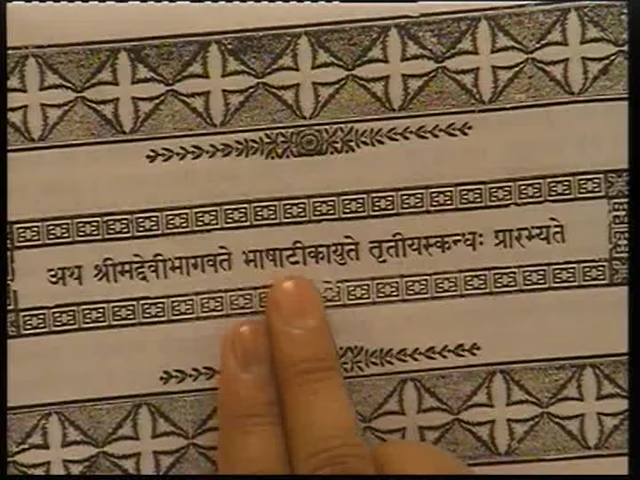 अथ श्रीमद्देवीभागवते भाषाटीकायुते तृतीयस्कन्धः प्रारभ्यते